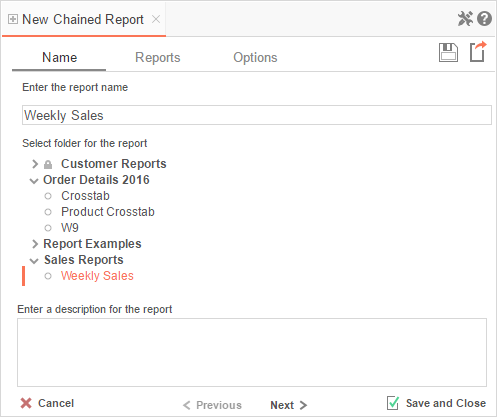 New Chained Report
Name Reports Options
Enter the report name
Weekly Sales
Select folder for the report
Customer Reports
Order Details 2016
Crosstab
Product Crosstab
W9
Report Examples
Sales Reports
Weekly Sales
Enter a description for the report
Cancel Previous Next Save and Close